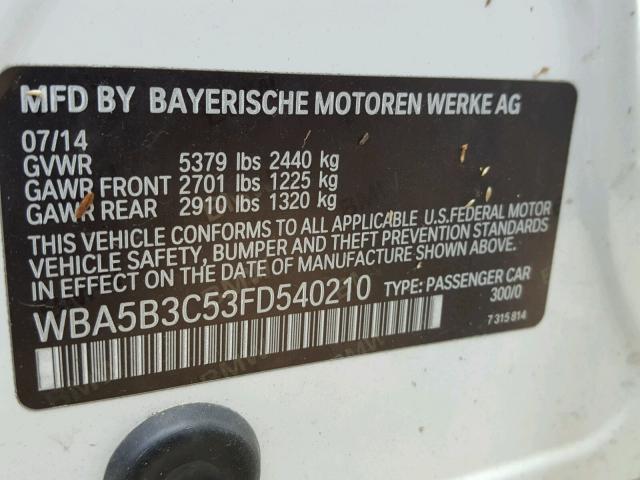 MFD BY BAYERISCHE MOTOREN WERKE AG
07/14
GVWR 5379 lbs 2440 kg
GAWR FRONT 2701 lbs 1225 kg
GAWR REAR 2910 lbs 1320 kg
THIS VEHICLE CONFORMS TO ALL APPLICABLE U.S.FEDERAL MOTOR
VEHICLE SAFETY, BUMPER AND THEFT PREVENTION STANDARDS
IN EFFECT ON THE DATE OF MANUFACTURE SHOWN ABOVE.
WBA5B3C53FD540210 TYPE: PASSENGER CAR
300/0
7 315 814